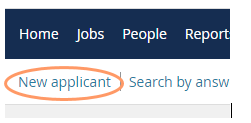 Home Jobs People Report
New applicant | Search by answ